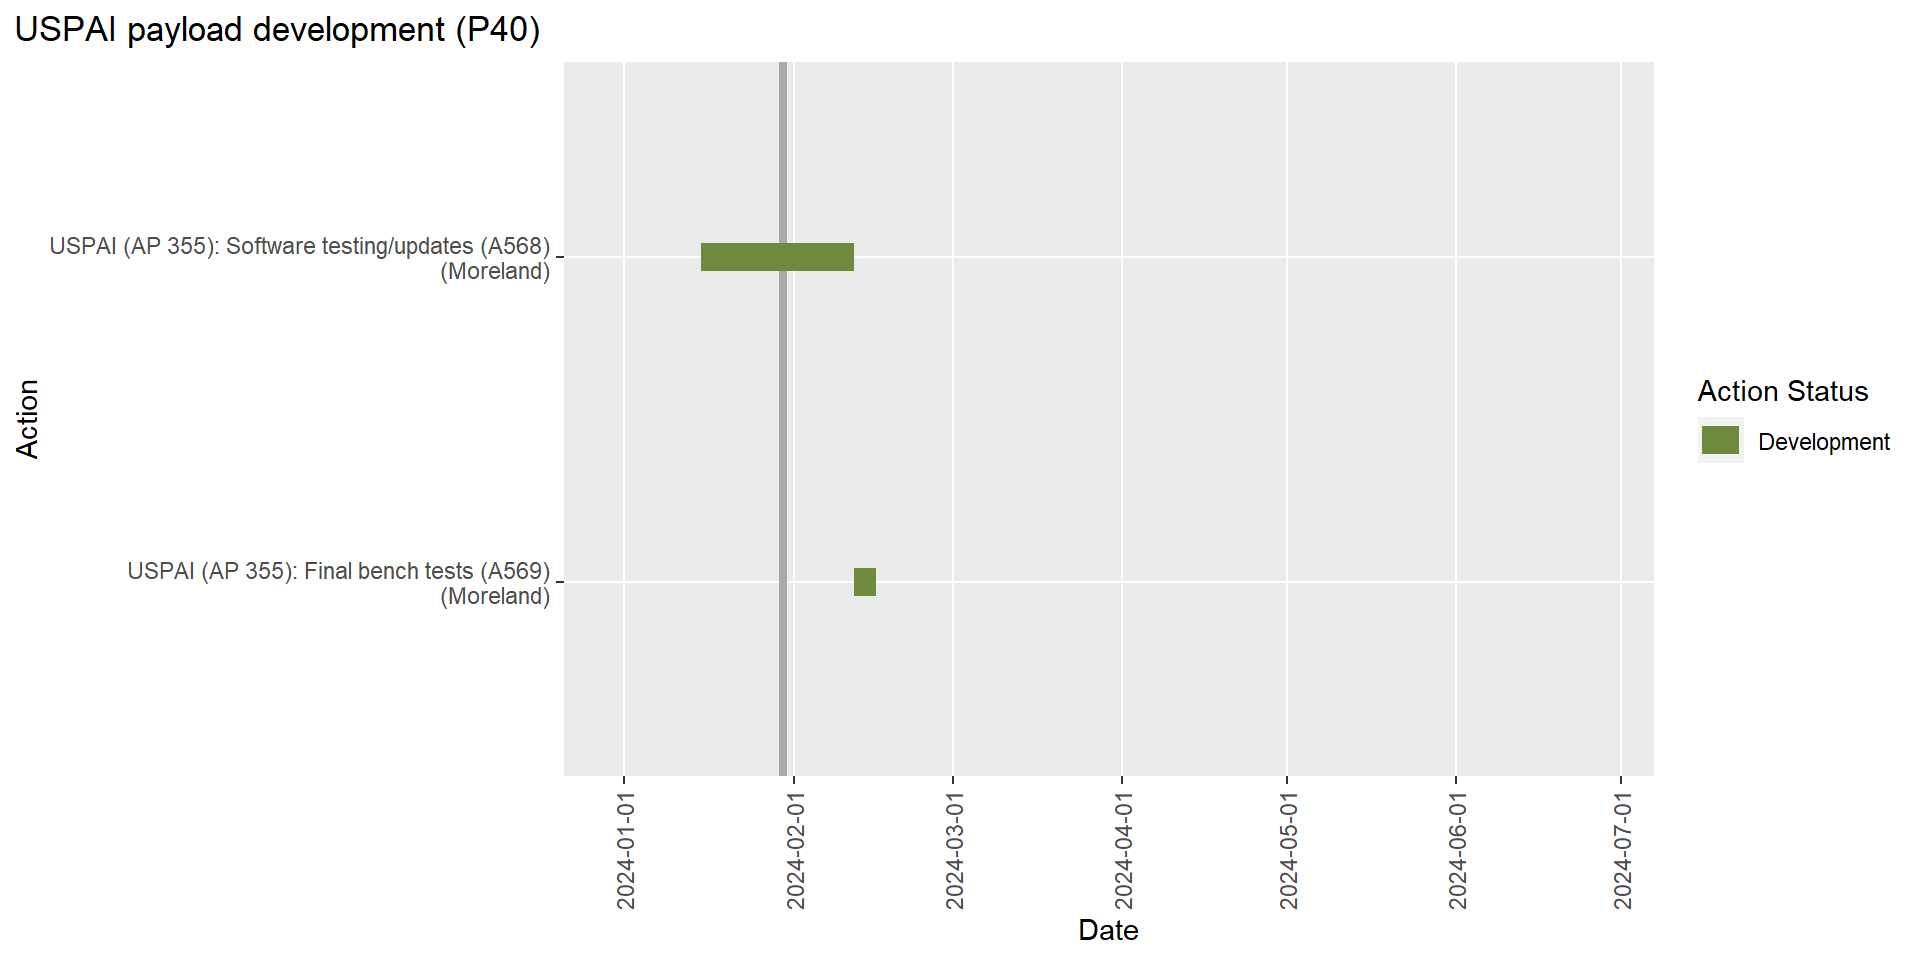 USPAI payload development (P40)
USPAI (AP 355): Software testing/updates (A568)
(Moreland)
Action
USPAI (AP 355): Final bench tests (A569)
(Moreland)
Action Status
Development
2024-01-01
2024-02-01
2024-03-01
2024-04-01
2024-05-01
2024-06-01
2024-07-01
Date